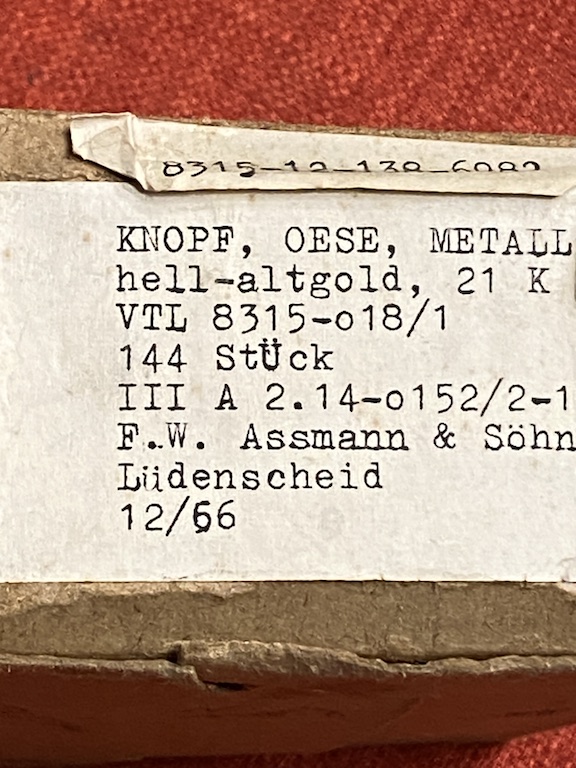 8315-12-138-6082
KNOPF, OESE, METALL
hell-altgold, 21 K
VTL 8315-o18/1
144 StÜck
III A 2.14-o152/2-1
F.W. Assmann & Söhn
Lüdenscheid
12/66